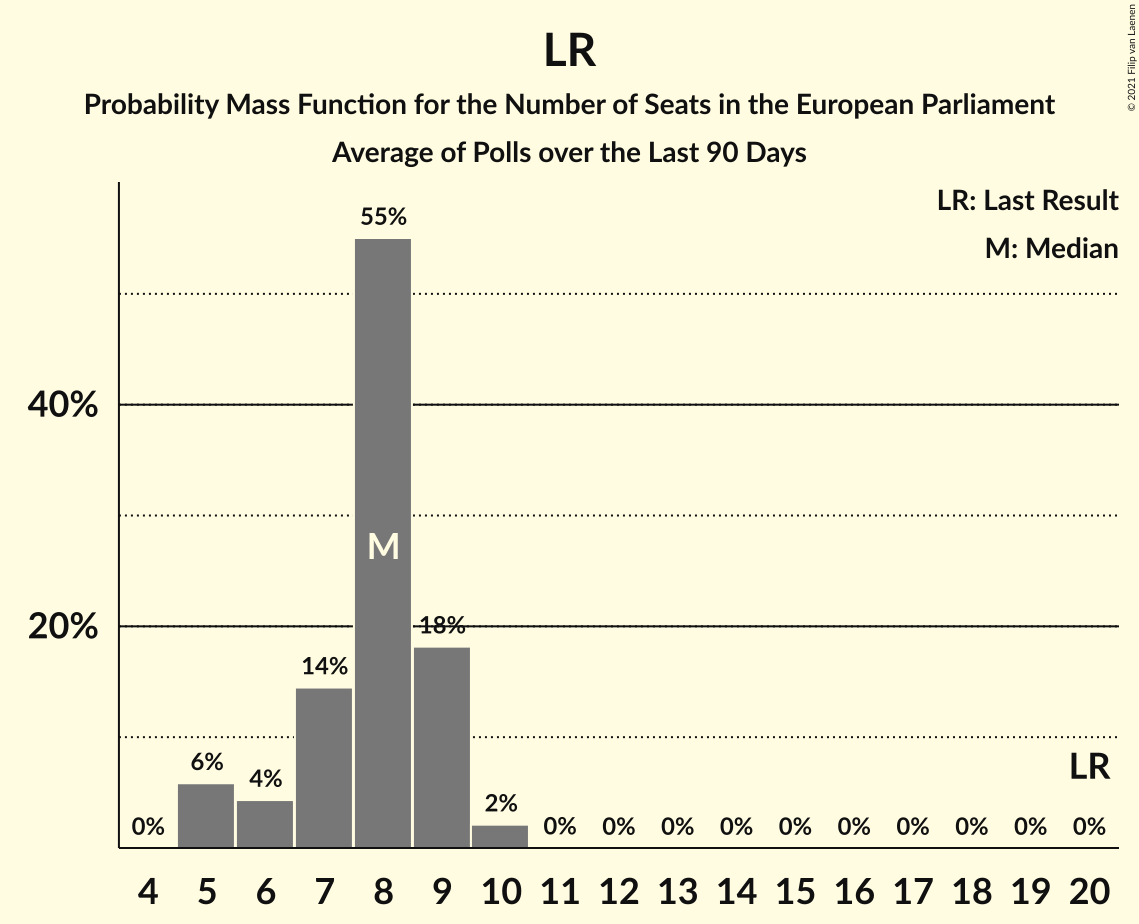 LR
Probability Mass Function for the Number of Seats in the European Parliament
Average of Polls over the Last 90 Days
© 2021 Filip van Laenen
LR: Last Result
M: Median
55%
40%
M
20%
18%
14%
6%
4%
LR
2%
0% 0% 0% 0% 0% 0% 0% 0% 0% 0% 0%
4 5 6 7 8 9 10 11 12 13 14 15 16 17 18 19 20